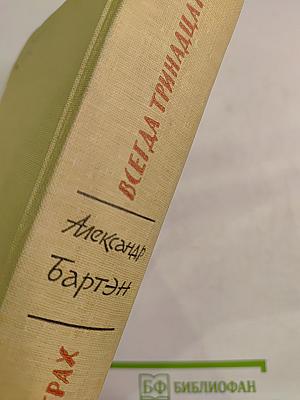 ВСЕГДА ТРИНАДЦАТ
Александр
Бартэн
БФ БИБЛИОФАН